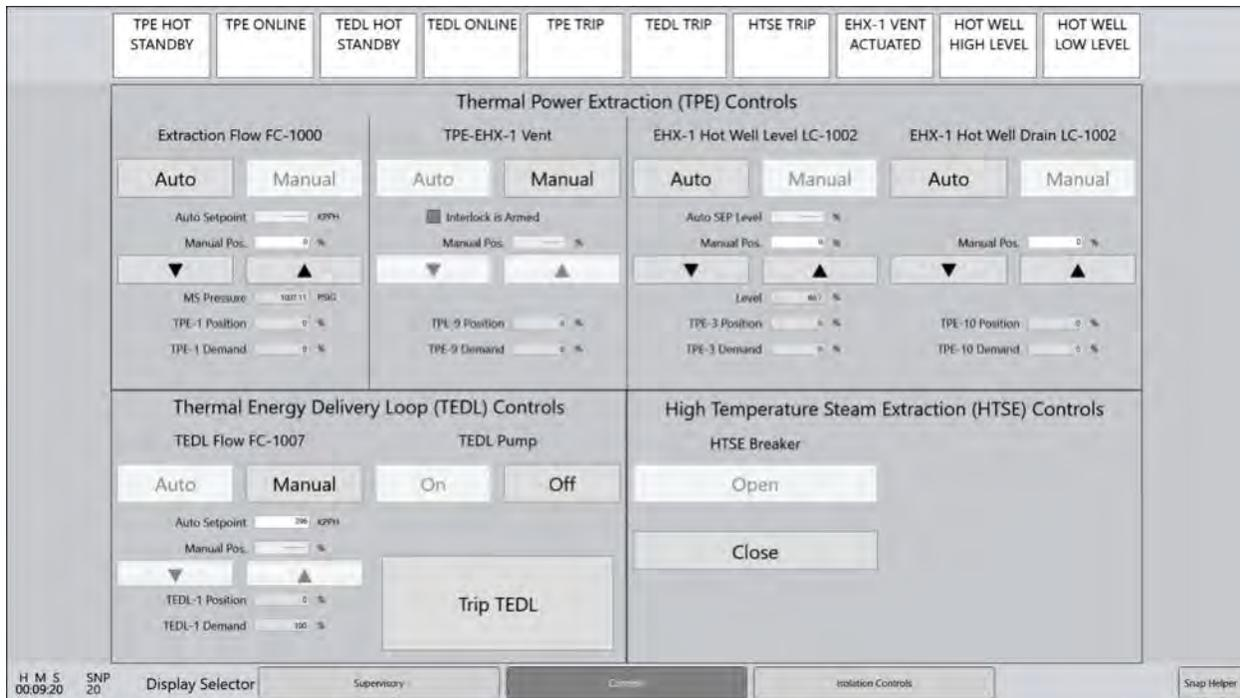 TPE HOT STANDBY
TPE ONLINE
TEDL HOT STANDBY
TEDL ONLINE
TPE TRIP
TEDL TRIP
HTSE TRIP
EHX-1 VENT ACTUATED
HOT WELL HIGH LEVEL
HOT WELL LOW LEVEL
Thermal Power Extraction (TPE) Controls
Extraction Flow FC-1000
Auto Manual
Auto Setpoint KPPH
Manual Pos. 0 %
▼ ▲
MS Pressure PSIG
TPE-1 Position 0 %
TPE-1 Demand 0 %
TPE-EHX-1 Vent
Auto Manual
Interlock is Armed
Manual Pos. %
▼ ▲
TPE-9 Position 0 %
TPE-9 Demand 0 %
EHX-1 Hot Well Level LC-1002
Auto Manual
Auto SEP Level %
Manual Pos. 0 %
▼ ▲
Level %
TPE-3 Position 0 %
TPE-3 Demand 0 %
EHX-1 Hot Well Drain LC-1002
Auto Manual
Manual Pos. 0 %
▼ ▲
TPE-10 Position 0 %
TPE-10 Demand 0 %
Thermal Energy Delivery Loop (TEDL) Controls
TEDL Flow FC-1007
Auto Manual
Auto Setpoint 296 KPPH
Manual Pos. %
▼ ▲
TEDL-1 Position 0 %
TEDL-1 Demand 100 %
TEDL Pump
On Off
Trip TEDL
High Temperature Steam Extraction (HTSE) Controls
HTSE Breaker
Open
Close
H M S SNP
00:09:20 20
Display Selector Supervisory Isolation Controls Snap Helper